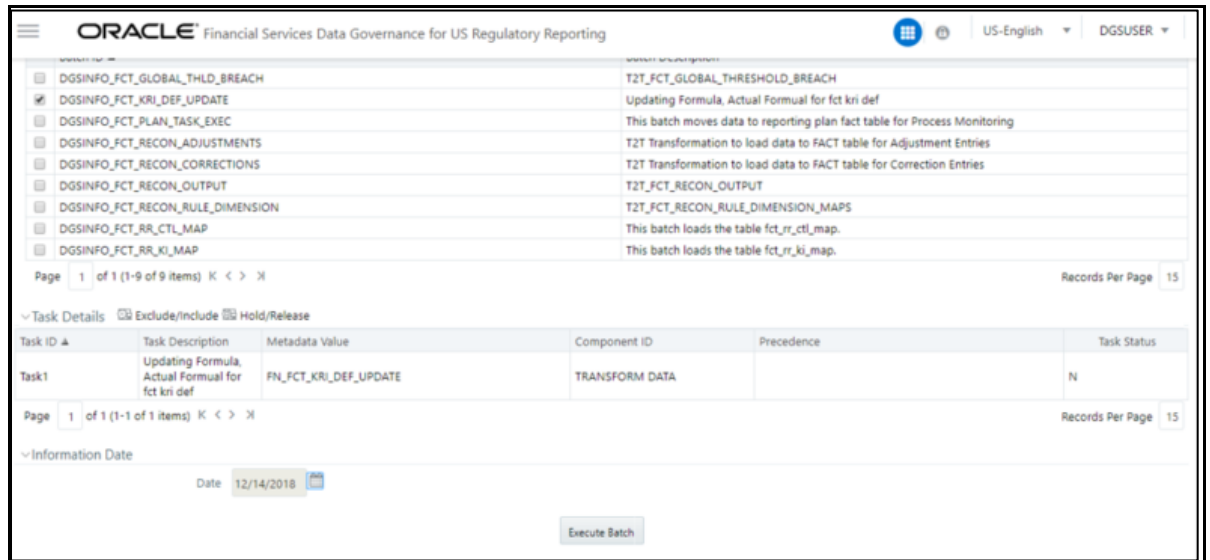 ORACLE® Financial Services Data Governance for US Regulatory Reporting US-English DGSUSER
Batch ID Batch Description
DGSINFO_FCT_GLOBAL_THLD_BREACH T2T_FCT_GLOBAL_THRESHOLD_BREACH
DGSINFO_FCT_KRI_DEF_UPDATE Updating Formula, Actual Formual for fct kri def
DGSINFO_FCT_PLAN_TASK_EXEC This batch moves data to reporting plan fact table for Process Monitoring
DGSINFO_FCT_RECON_ADJUSTMENTS T2T Transformation to load data to FACT table for Adjustment Entries
DGSINFO_FCT_RECON_CORRECTIONS T2T Transformation to load data to FACT table for Correction Entries
DGSINFO_FCT_RECON_OUTPUT T2T_FCT_RECON_OUTPUT
DGSINFO_FCT_RECON_RULE_DIMENSION T2T_FCT_RECON_RULE_DIMENSION_MAPS
DGSINFO_FCT_RR_CTL_MAP This batch loads the table fct_rr_ctl_map.
DGSINFO_FCT_RR_KI_MAP This batch loads the table fct_rr_ki_map.
Page 1 of 1 (1-9 of 9 items) Records Per Page 15
Task Details Exclude/Include Hold/Release
Task ID Task Description Metadata Value Component ID Precedence Task Status
Task1 Updating Formula, Actual Formual for fct kri def FN_FCT_KRI_DEF_UPDATE TRANSFORM DATA N
Page 1 of 1 (1-1 of 1 items) Records Per Page 15
Information Date
Date 12/14/2018
Execute Batch